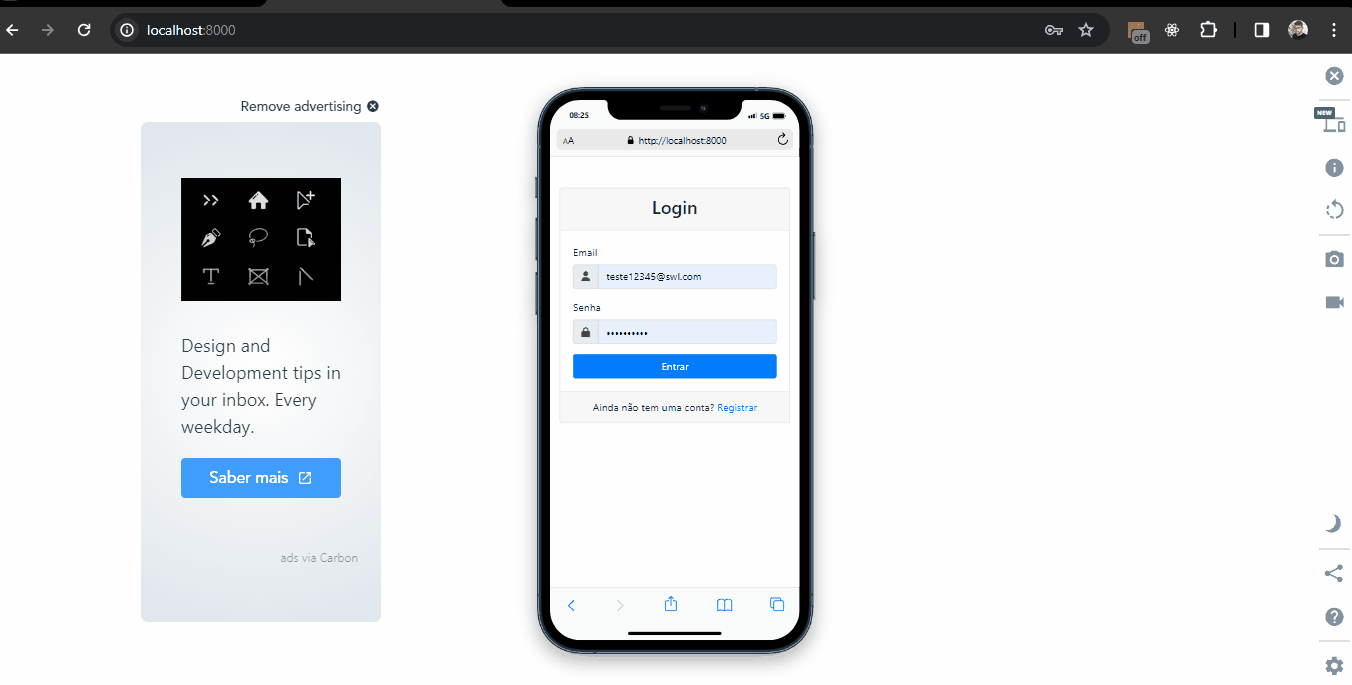 localhost:8000
off
Remove advertising
Design and
Development tips in
your inbox. Every
weekday.
Saber mais
ads via Carbon
08:25
5G
AA
http://localhost:8000
Login
Email
teste12345@swl.com
Senha
••••••••••
Entrar
Ainda não tem uma conta? Registrar
NEW